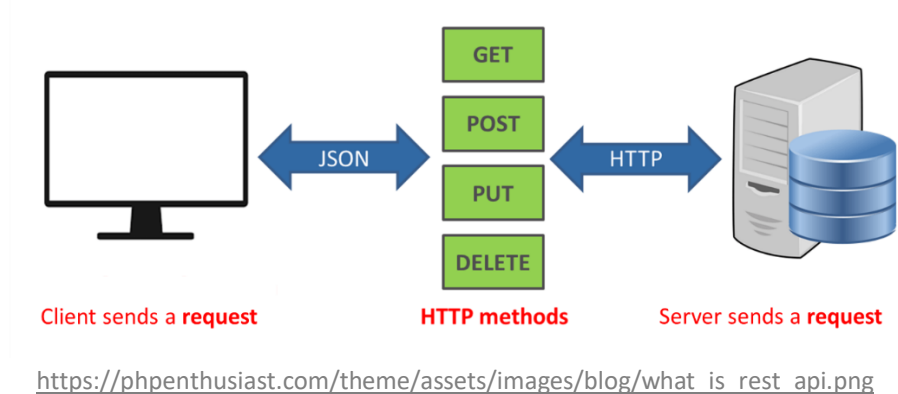 GET
POST
JSON
HTTP
PUT
DELETE
Client sends a request
HTTP methods
Server sends a request
https://phpenthusiast.com/theme/assets/images/blog/what_is_rest_api.png